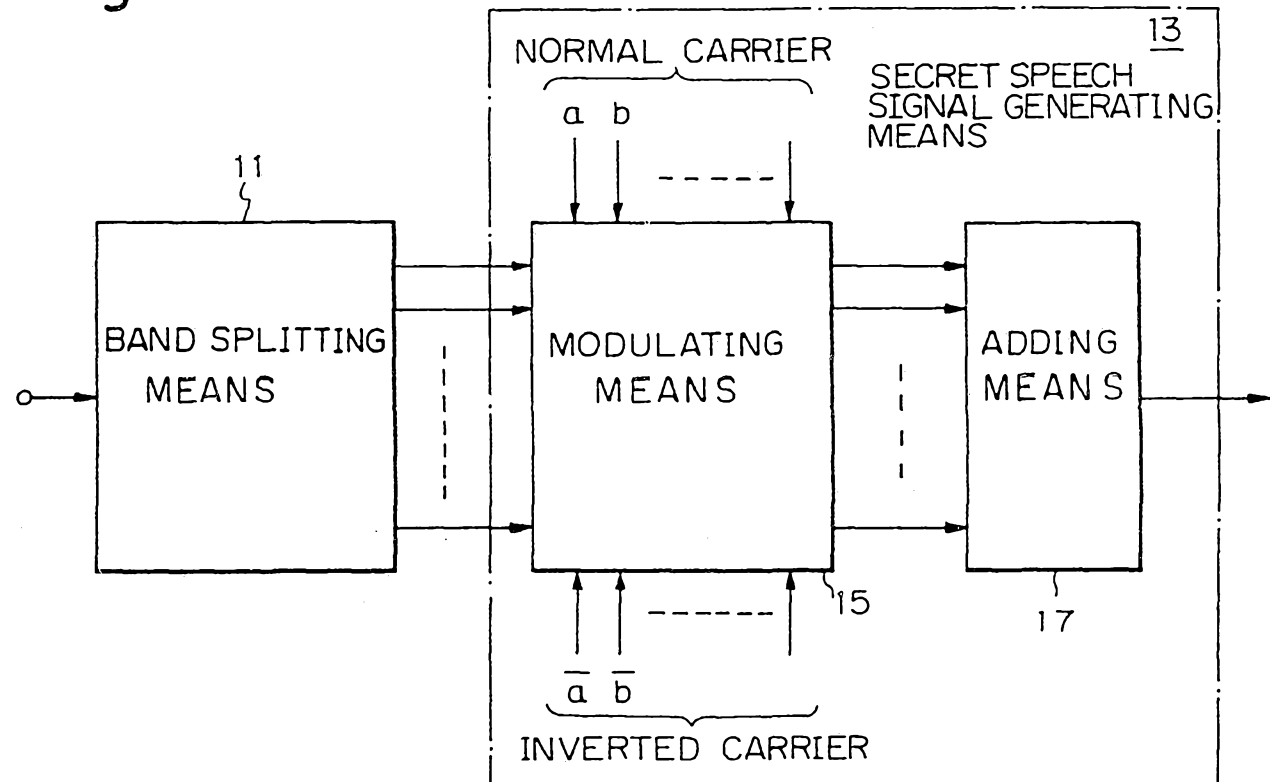 g
13
NORMAL CARRIER
SECRET SPEECH
SIGNAL GENERATING
MEANS
a b
11
BAND SPLITTING
MEANS
MODULATING
MEANS
ADDING
MEANS
15
17
a̅ b̅
INVERTED CARRIER